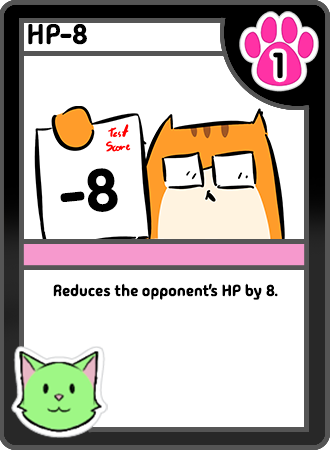 HP-8
1
Test
Score
-8
Reduces the opponent's HP by 8.